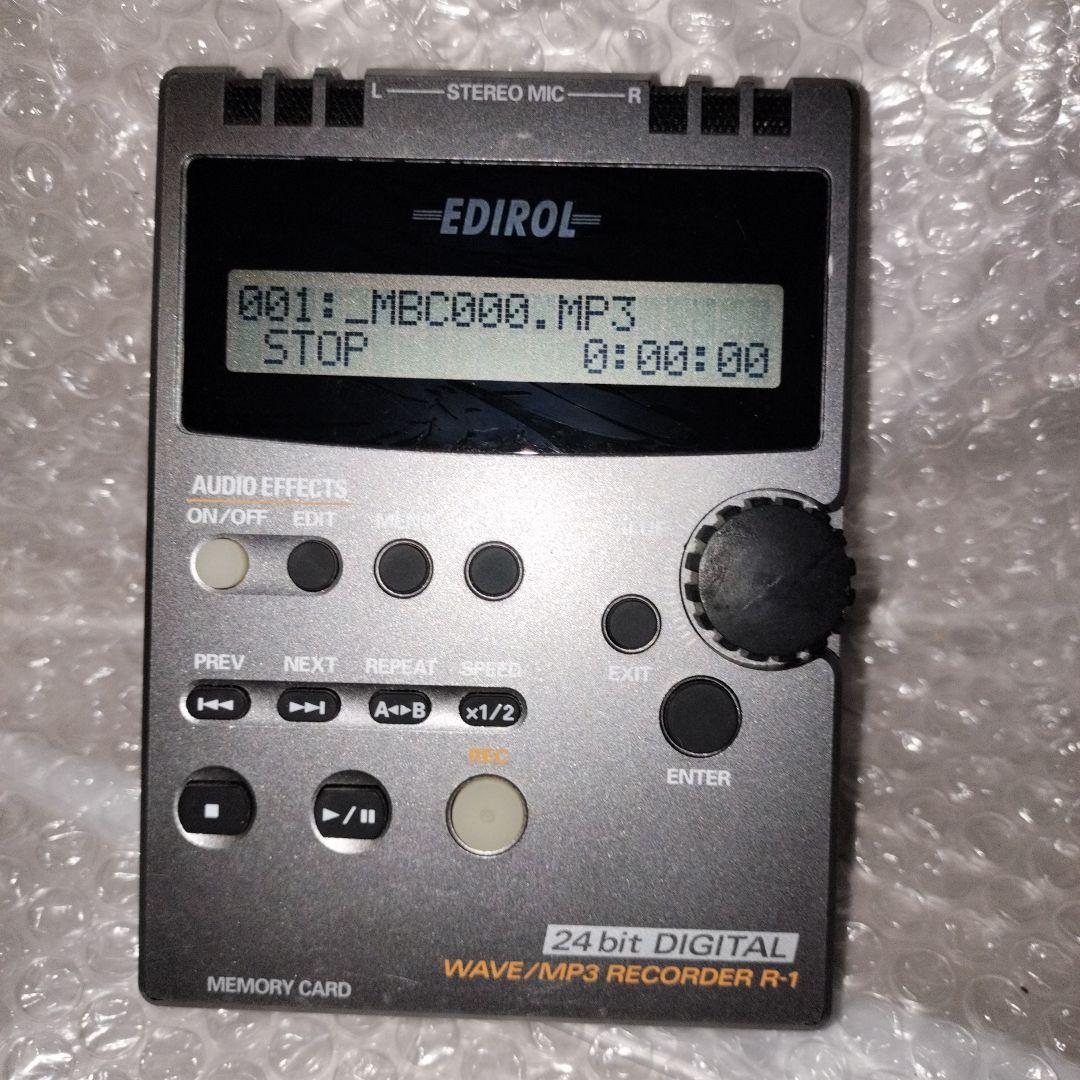 L STEREO MIC R
EDIROL
001:_MBC000.MP3
STOP 0:00:00
AUDIO EFFECTS
ON/OFF EDIT MENU
PREV NEXT REPEAT SPEED
A◂▸B x1/2
EXIT
REC
ENTER
24bit DIGITAL
WAVE/MP3 RECORDER R-1
MEMORY CARD